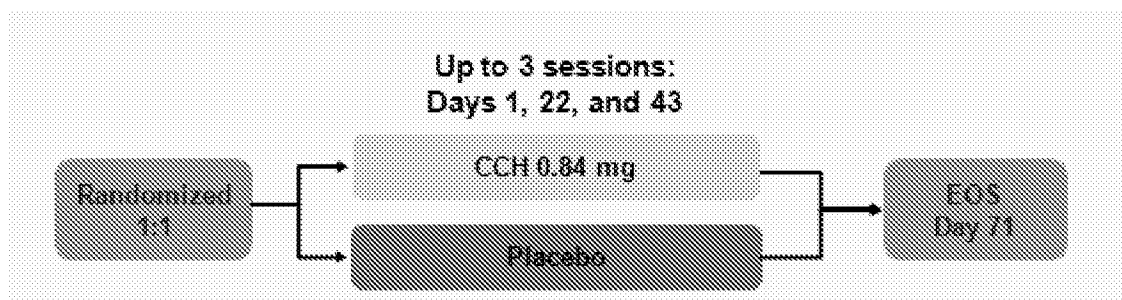 Up to 3 sessions:
Days 1, 22, and 43
CCH 0.84 mg
Randomized
1:1
EOS
Day 71
Placebo